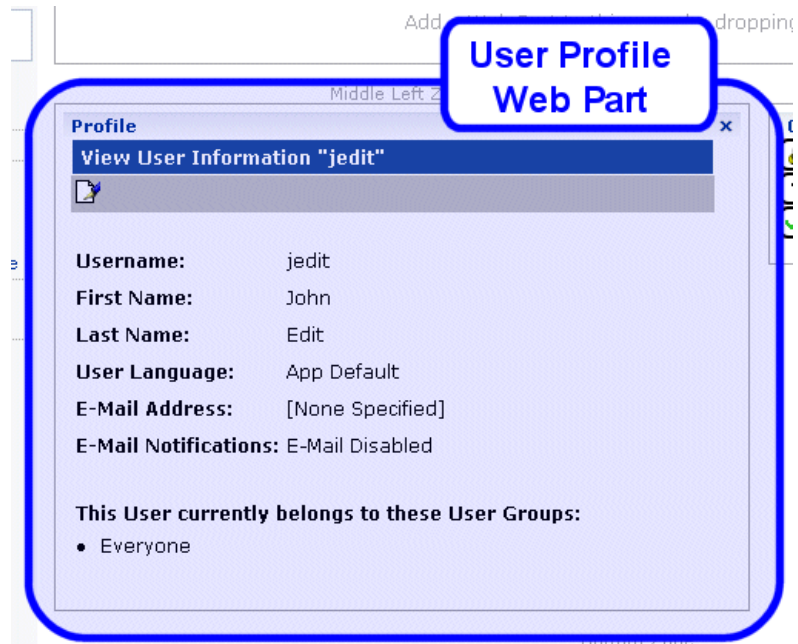 Add
dropping
User Profile
Web Part
Middle Left
Profile
View User Information "jedit"
Username: jedit
First Name: John
Last Name: Edit
User Language: App Default
E-Mail Address: [None Specified]
E-Mail Notifications: E-Mail Disabled
This User currently belongs to these User Groups:
• Everyone